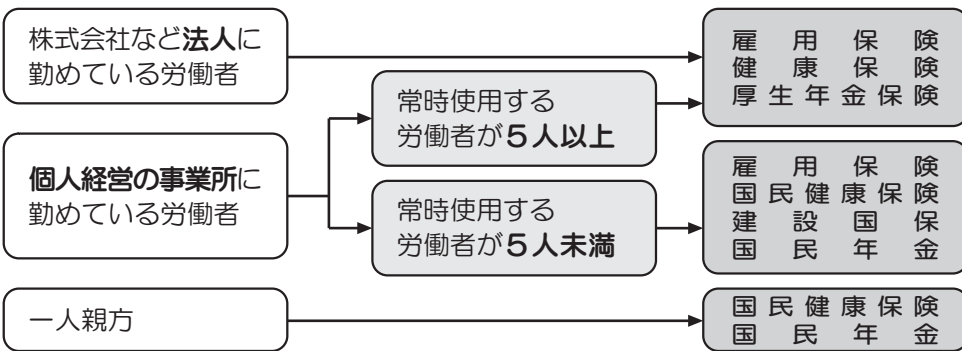 株式会社など法人に
勤めている労働者
雇用保険
健康保険
厚生年金保険
常時使用する
労働者が5人以上
個人経営の事業所に
勤めている労働者
常時使用する
労働者が5人未満
雇用保険
国民健康保険
建設国保
国民年金
一人親方
国民健康保険
国民年金